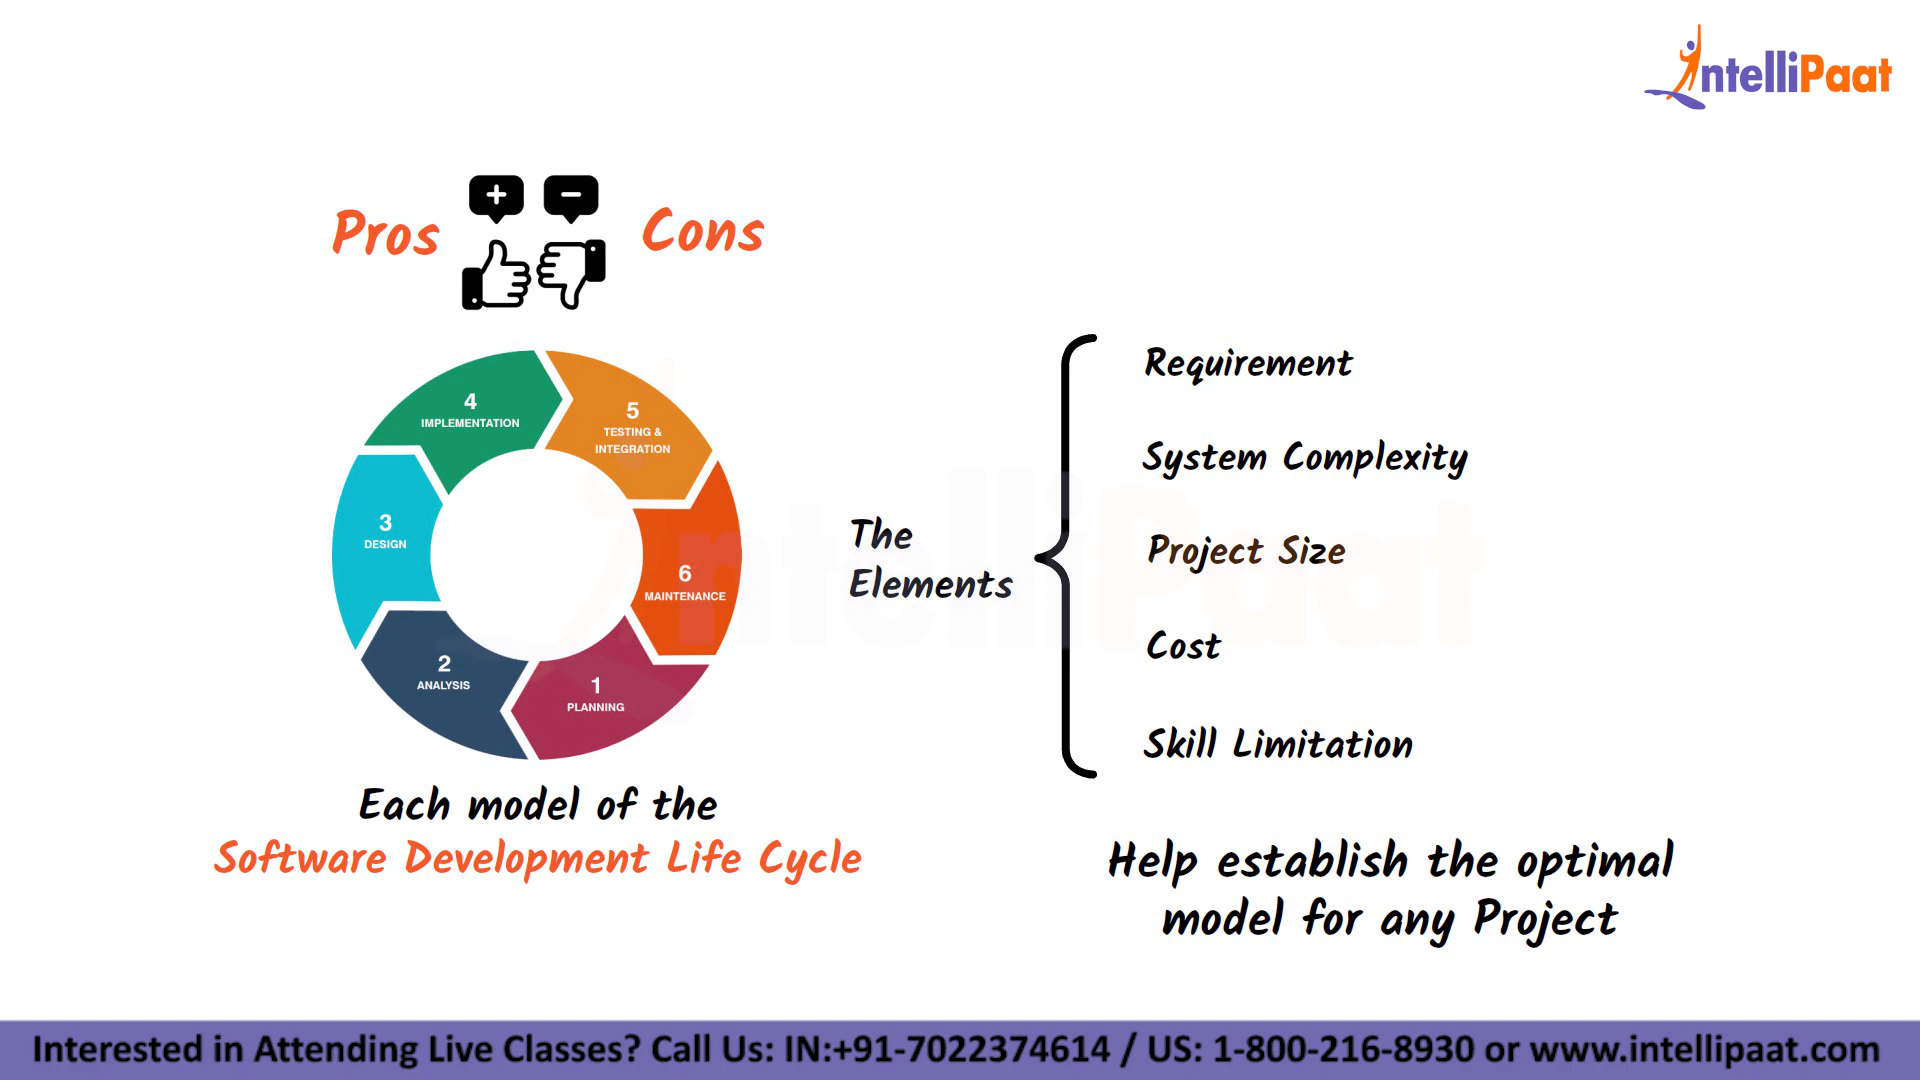 IntelliPaat
Pros
+
−
Cons
4
IMPLEMENTATION
5
TESTING &
INTEGRATION
3
DESIGN
6
MAINTENANCE
2
ANALYSIS
1
PLANNING
Each model of the
Software Development Life Cycle
The
Elements
Requirement
System Complexity
Project Size
Cost
Skill Limitation
Help establish the optimal
model for any Project
IntelliPaat
Interested in Attending Live Classes? Call Us: IN:+91-7022374614 / US: 1-800-216-8930 or www.intellipaat.com